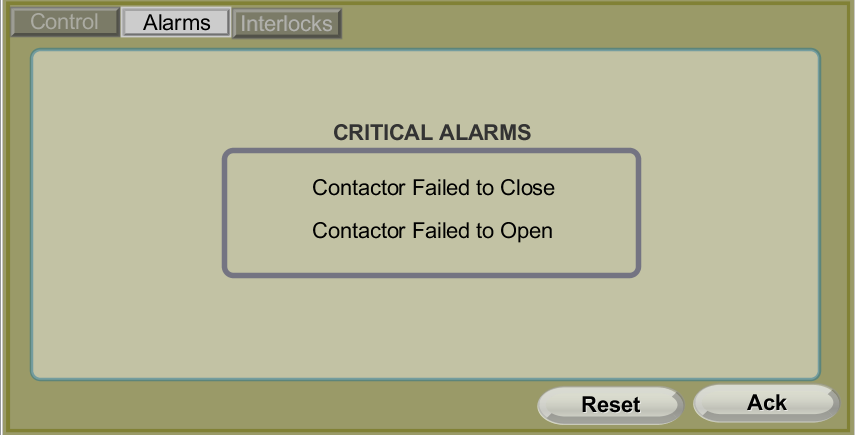 Control Alarms Interlocks
CRITICAL ALARMS
Contactor Failed to Close
Contactor Failed to Open
Reset Ack